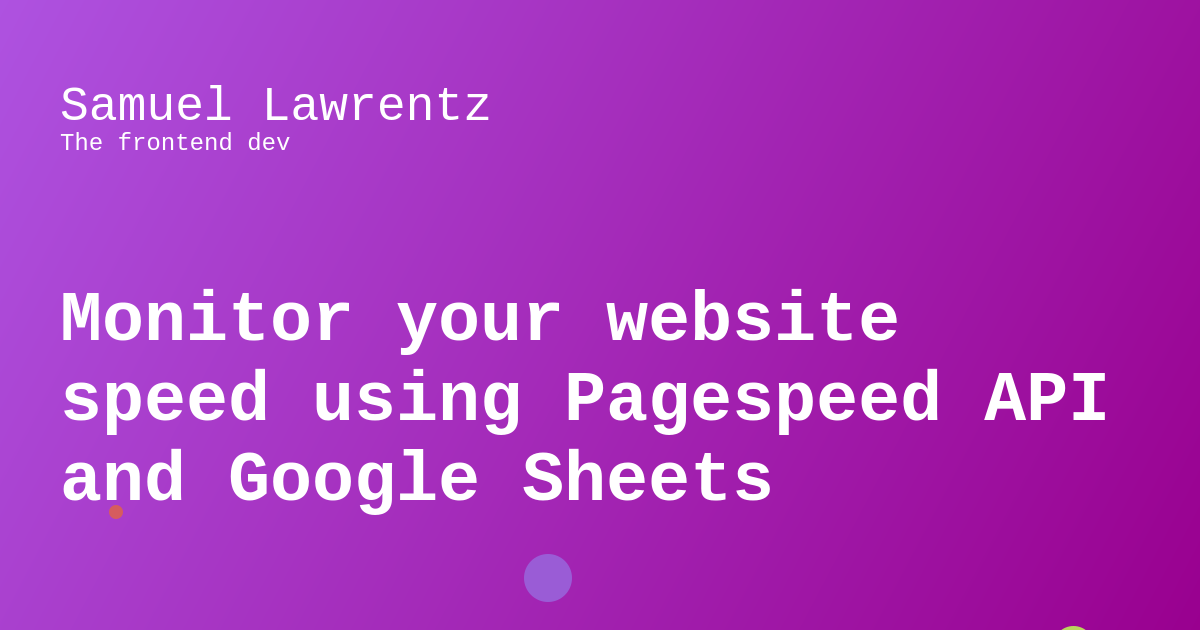 Samuel Lawrentz
The frontend dev
Monitor your website
speed using Pagespeed API
and Google Sheets